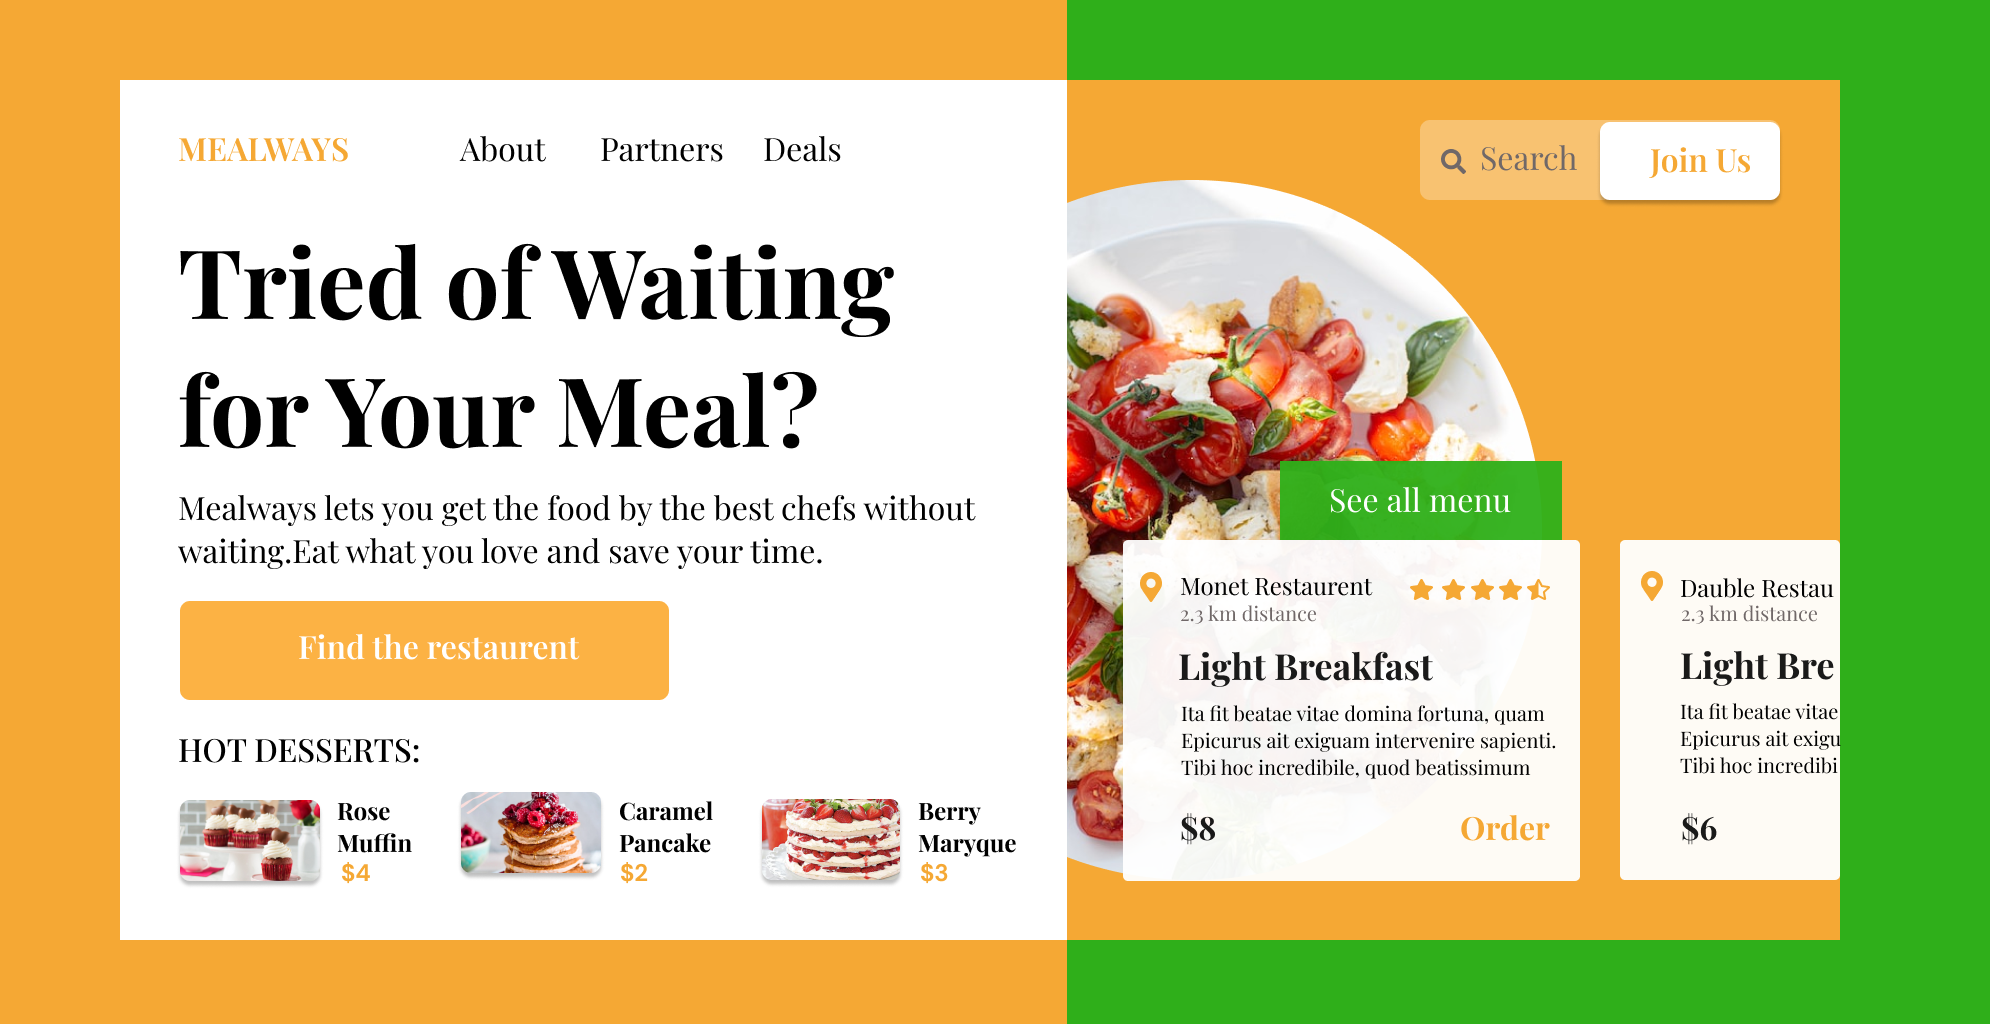 MEALWAYS
About
Partners
Deals
Search
Join Us
Tried of Waiting
for Your Meal?
Mealways lets you get the food by the best chefs without
waiting.Eat what you love and save your time.
Find the restaurent
HOT DESSERTS:
Rose
Muffin
$4
Caramel
Pancake
$2
Berry
Maryque
$3
See all menu
Monet Restaurent
2.3 km distance
Light Breakfast
Ita fit beatae vitae domina fortuna, quam
Epicurus ait exiguam intervenire sapienti.
Tibi hoc incredibile, quod beatissimum
$8
Order
Dauble Restau
2.3 km distance
Light Bre
Ita fit beatae vitae
Epicurus ait exigu
Tibi hoc incredibi
$6